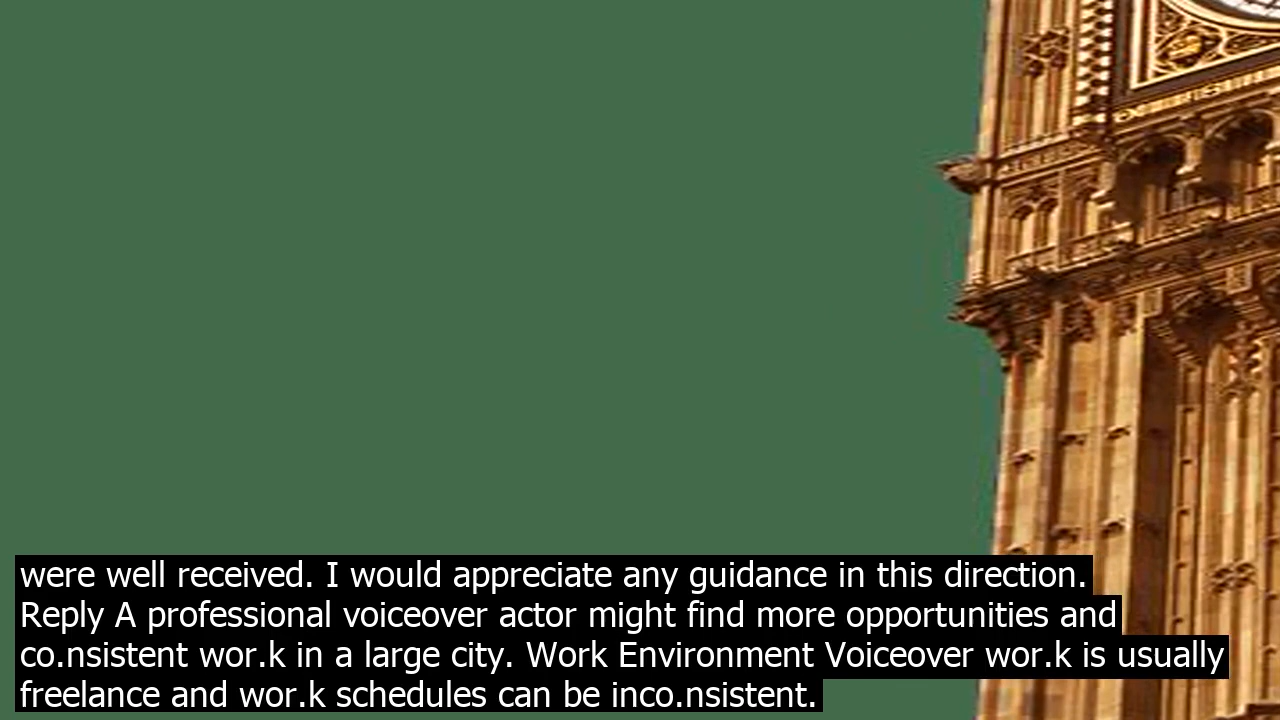 were well received. I would appreciate any guidance in this direction.
Reply A professional voiceover actor might find more opportunities and
co.nsistent wor.k in a large city. Work Environment Voiceover wor.k is usually
freelance and wor.k schedules can be inco.nsistent.